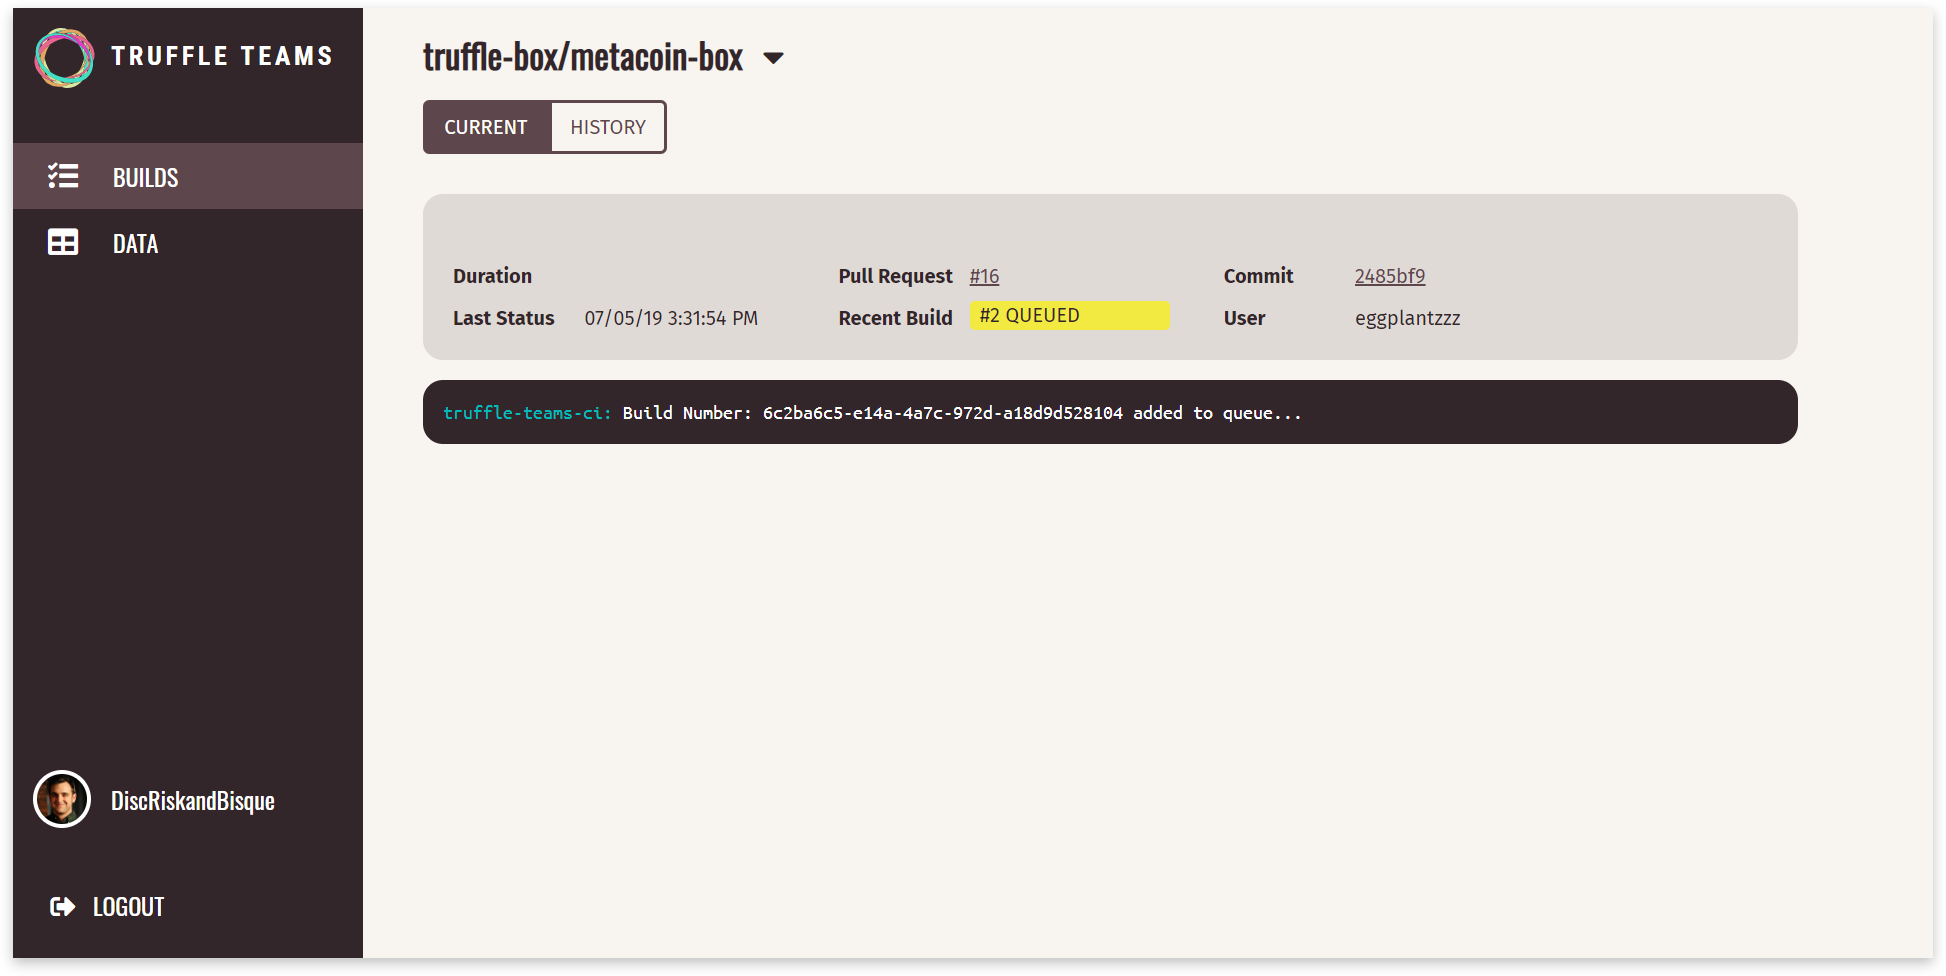 TRUFFLE TEAMS
BUILDS
DATA
DiscRiskandBisque
LOGOUT
truffle-box/metacoin-box
CURRENT HISTORY
Duration Pull Request #16 Commit 2485bf9
Last Status 07/05/19 3:31:54 PM Recent Build #2 QUEUED User eggplantzzz
truffle-teams-ci: Build Number: 6c2ba6c5-e14a-4a7c-972d-a18d9d528104 added to queue...